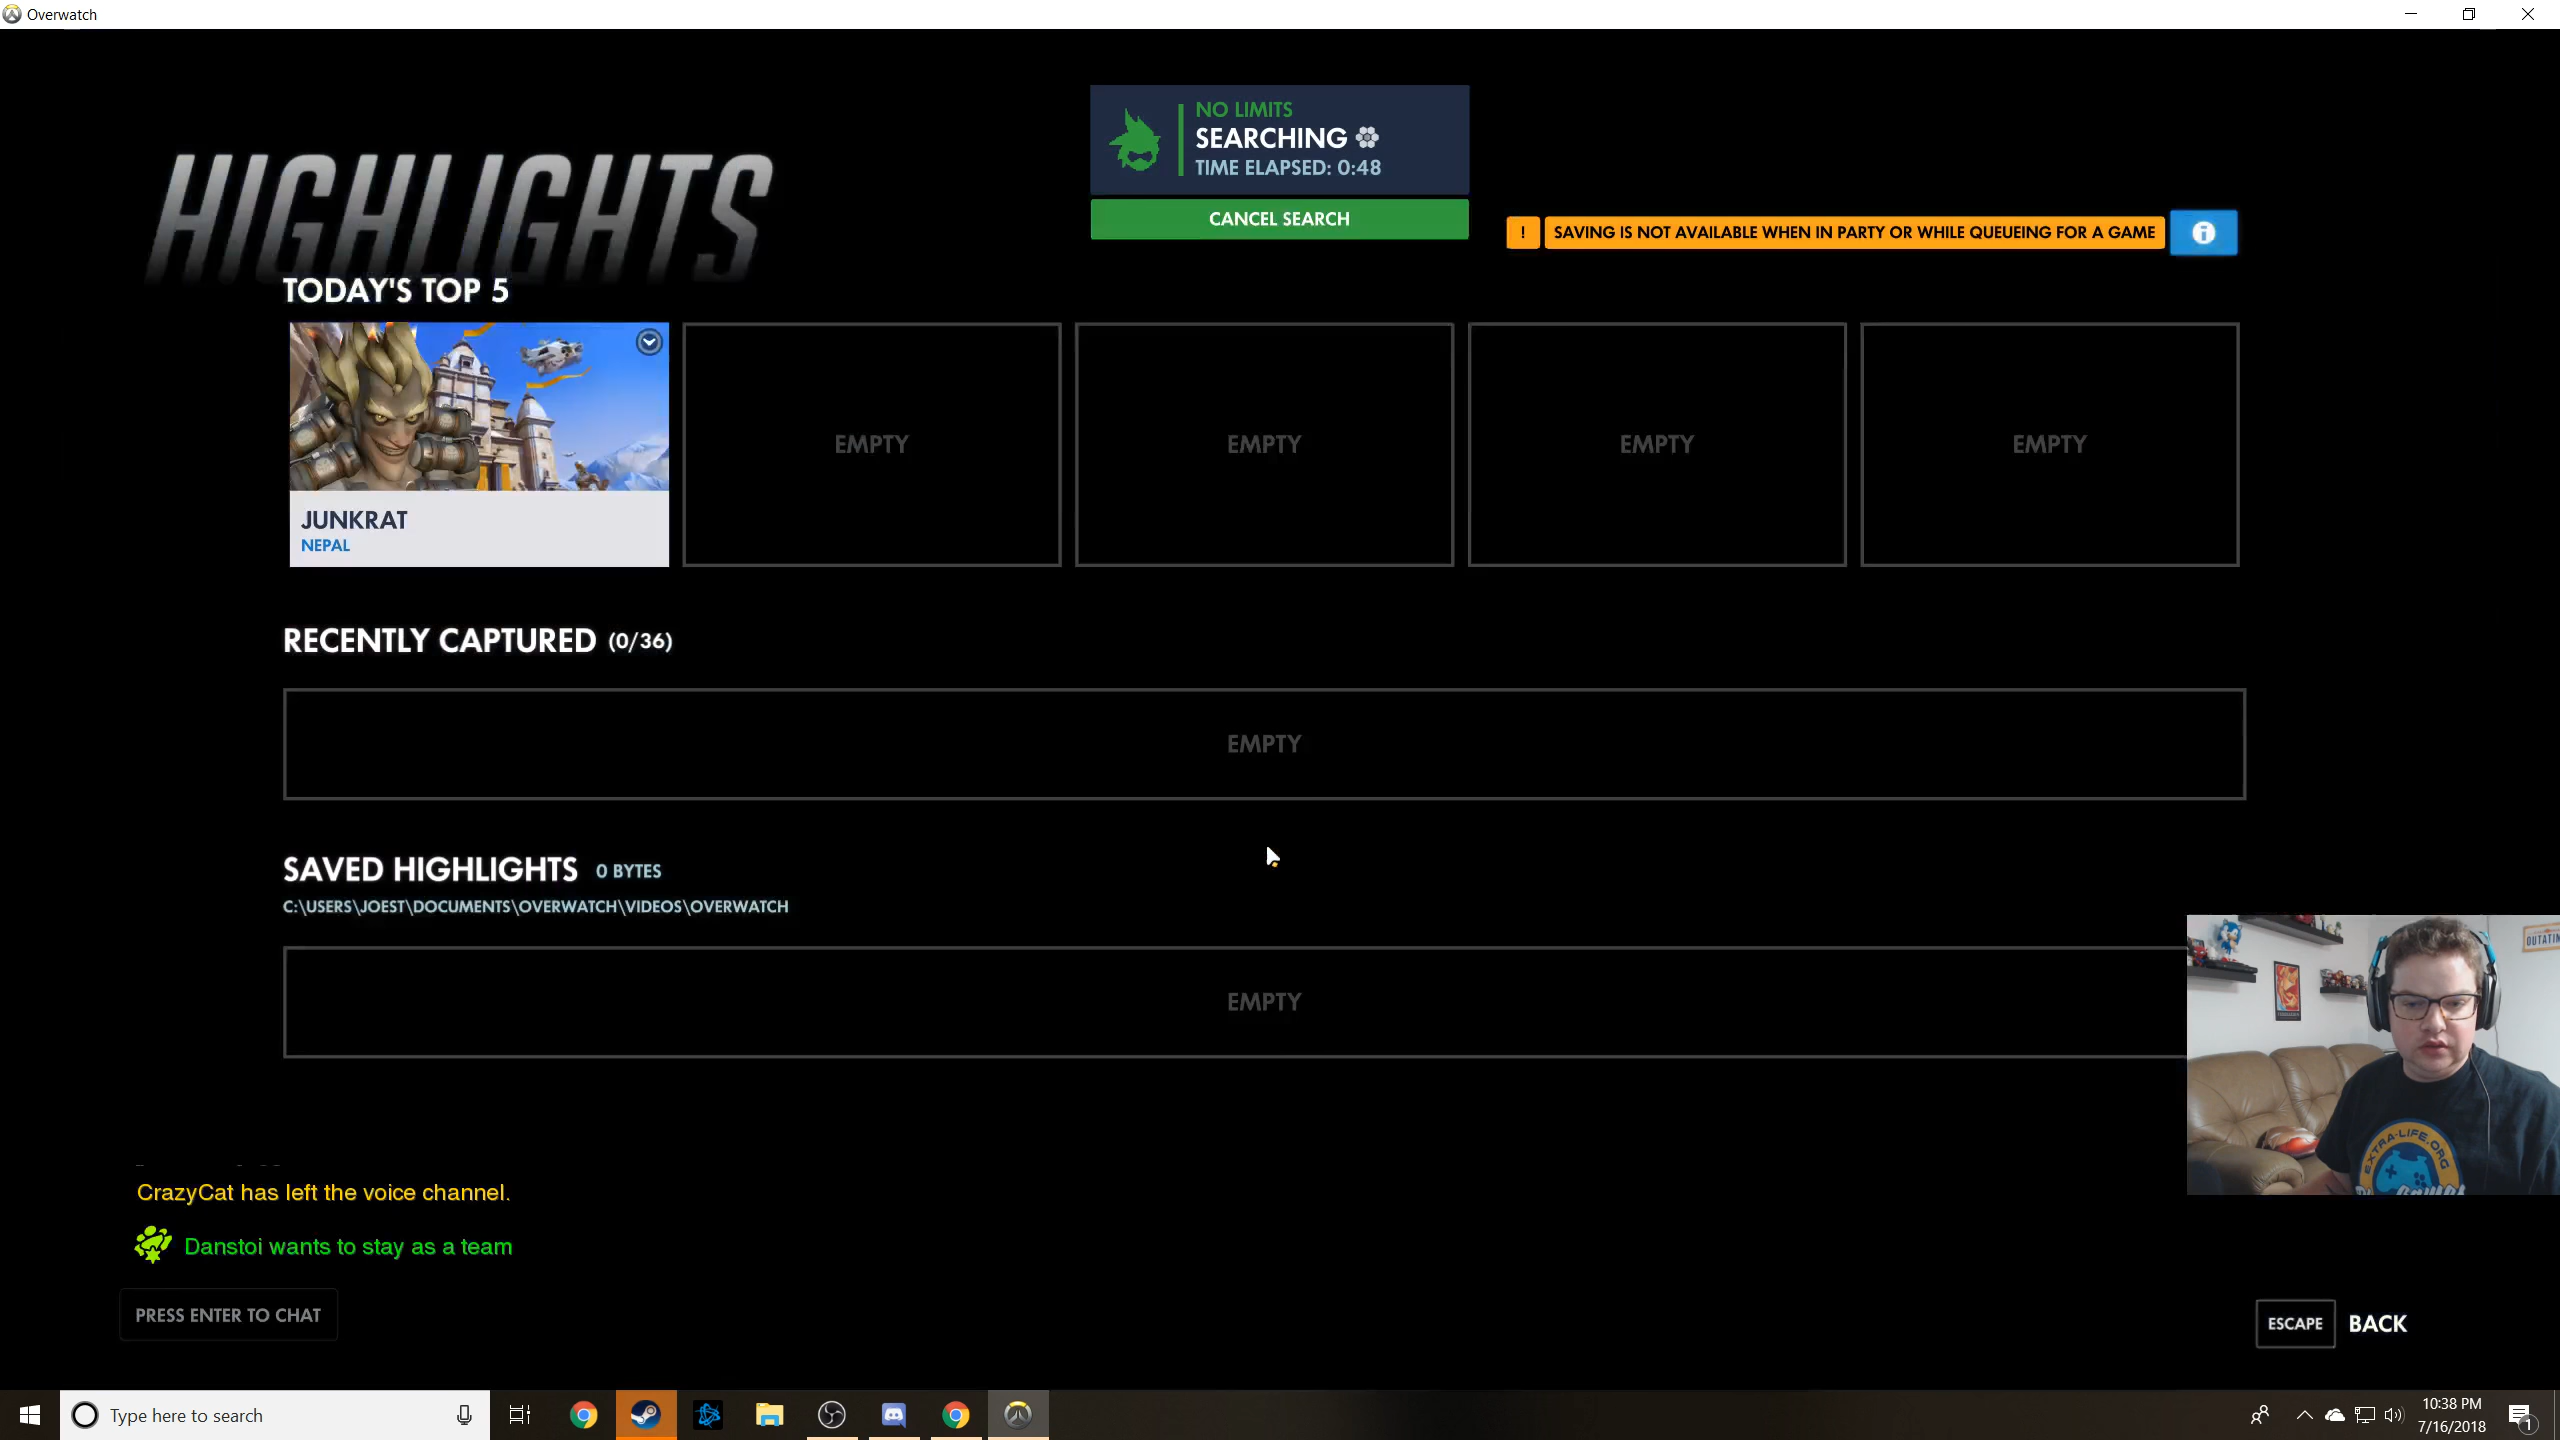 Overwatch
NO LIMITS
SEARCHING
TIME ELAPSED: 0:48
CANCEL SEARCH
HIGHLIGHTS
! SAVING IS NOT AVAILABLE WHEN IN PARTY OR WHILE QUEUEING FOR A GAME
TODAY'S TOP 5
EMPTY
EMPTY
EMPTY
EMPTY
JUNKRAT
NEPAL
RECENTLY CAPTURED (0/36)
EMPTY
SAVED HIGHLIGHTS 0 BYTES
C:\USERS\JOEST\DOCUMENTS\OVERWATCH\VIDEOS\OVERWATCH
EMPTY
EXTRA-LIFE.ORG
CrazyCat has left the voice channel.
Danstoi wants to stay as a team
PRESS ENTER TO CHAT
ESCAPE BACK
Type here to search
10:38 PM
7/16/2018
1